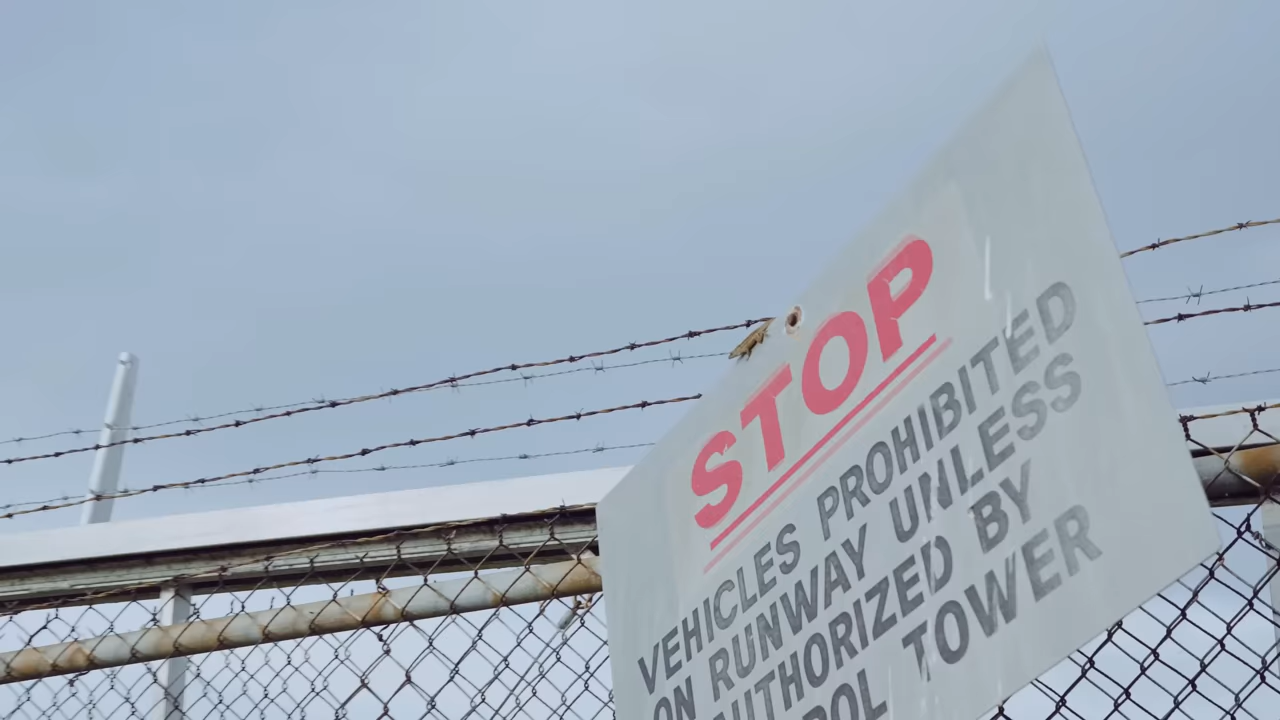 STOP
VEHICLES PROHIBITED
ON RUNWAY UNLESS
AUTHORIZED BY
TOWER